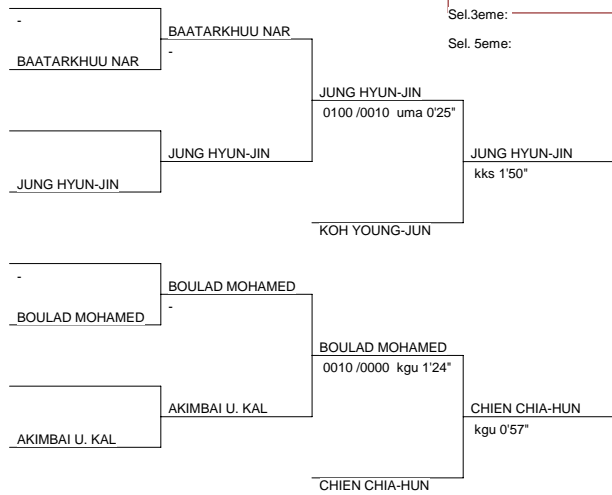 Sel.3eme:
Sel. 5eme:
-
BAATARKHUU NAR
BAATARKHUU NAR
-
JUNG HYUN-JIN
0100 /0010 uma 0'25"
JUNG HYUN-JIN
JUNG HYUN-JIN
JUNG HYUN-JIN
kks 1'50"
KOH YOUNG-JUN
-
BOULAD MOHAMED
BOULAD MOHAMED
-
BOULAD MOHAMED
0010 /0000 kgu 1'24"
AKIMBAI U. KAL
AKIMBAI U. KAL
CHIEN CHIA-HUN
kgu 0'57"
CHIEN CHIA-HUN